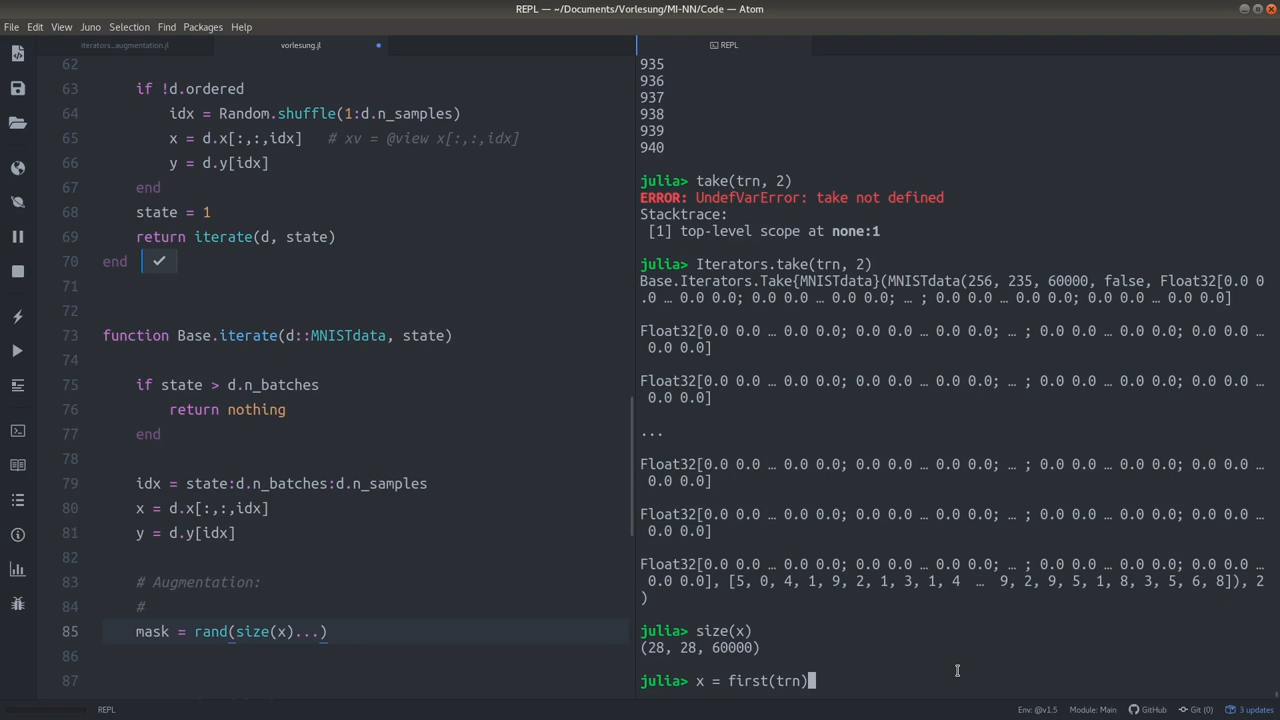 REPL — ~/Documents/Vorlesung/MI-NN/Code — Atom
File Edit View Juno Selection Find Packages Help
iterators_augmentation.jl
vorlesung.jl
REPL
62
63 if !d.ordered
64 idx = Random.shuffle(1:d.n_samples)
65 x = d.x[:,:,idx] # xv = @view x[:,:,idx]
66 y = d.y[idx]
67 end
68 state = 1
69 return iterate(d, state)
70 end
71
72
73 function Base.iterate(d::MNISTdata, state)
74
75 if state > d.n_batches
76 return nothing
77 end
78
79 idx = state:d.n_batches:d.n_samples
80 x = d.x[:,:,idx]
81 y = d.y[idx]
82
83 # Augmentation:
84 #
85 mask = rand(size(x)...)
86
87
935
936
937
938
939
940
julia> take(trn, 2)
ERROR: UndefVarError: take not defined
Stacktrace:
[1] top-level scope at none:1
julia> Iterators.take(trn, 2)
Base.Iterators.Take{MNISTdata}(MNISTdata(256, 235, 60000, false, Float32[0.0 0
.0 … 0.0 0.0; 0.0 0.0 … 0.0 0.0; … ; 0.0 0.0 … 0.0 0.0; 0.0 0.0 … 0.0 0.0]
Float32[0.0 0.0 … 0.0 0.0; 0.0 0.0 … 0.0 0.0; … ; 0.0 0.0 … 0.0 0.0; 0.0 0.0 …
0.0 0.0]
Float32[0.0 0.0 … 0.0 0.0; 0.0 0.0 … 0.0 0.0; … ; 0.0 0.0 … 0.0 0.0; 0.0 0.0 …
0.0 0.0]
...
Float32[0.0 0.0 … 0.0 0.0; 0.0 0.0 … 0.0 0.0; … ; 0.0 0.0 … 0.0 0.0; 0.0 0.0 …
0.0 0.0]
Float32[0.0 0.0 … 0.0 0.0; 0.0 0.0 … 0.0 0.0; … ; 0.0 0.0 … 0.0 0.0; 0.0 0.0 …
0.0 0.0]
Float32[0.0 0.0 … 0.0 0.0; 0.0 0.0 … 0.0 0.0; … ; 0.0 0.0 … 0.0 0.0; 0.0 0.0 …
0.0 0.0], [5, 0, 4, 1, 9, 2, 1, 3, 1, 4 … 9, 2, 9, 5, 1, 8, 3, 5, 6, 8]), 2
)
julia> size(x)
(28, 28, 60000)
julia> x = first(trn)
REPL
Env: @v1.5 Module: Main GitHub Git (0) 3 updates